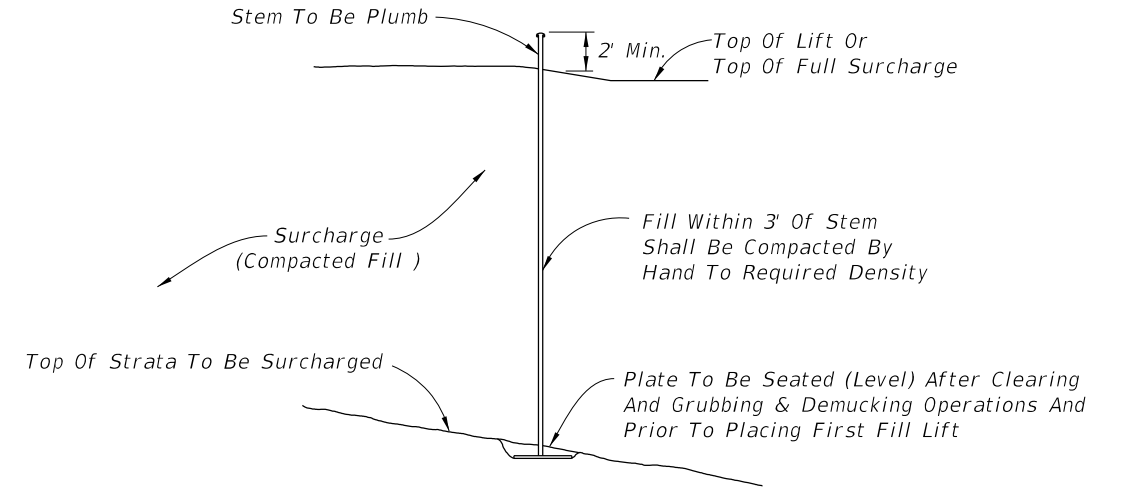 Stem To Be Plumb
2' Min.
Top Of Lift Or
Top Of Full Surcharge
Surcharge
(Compacted Fill )
Fill Within 3' Of Stem
Shall Be Compacted By
Hand To Required Density
Top Of Strata To Be Surcharged
Plate To Be Seated (Level) After Clearing
And Grubbing & Demucking Operations And
Prior To Placing First Fill Lift